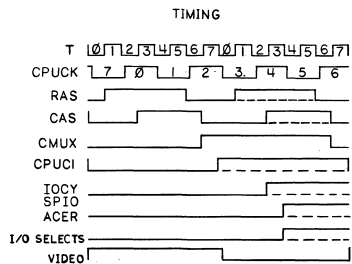 TIMING
T Ø 1 2 3 4 5 6 7 Ø 1 2 3 4 5 6 7
CPUCK 7 Ø 1 2 3. 4 5 6
RAS
CAS
CMUX
CPUCI
IOCY
SPIO
ACER
I/O SELECTS
VIDEO